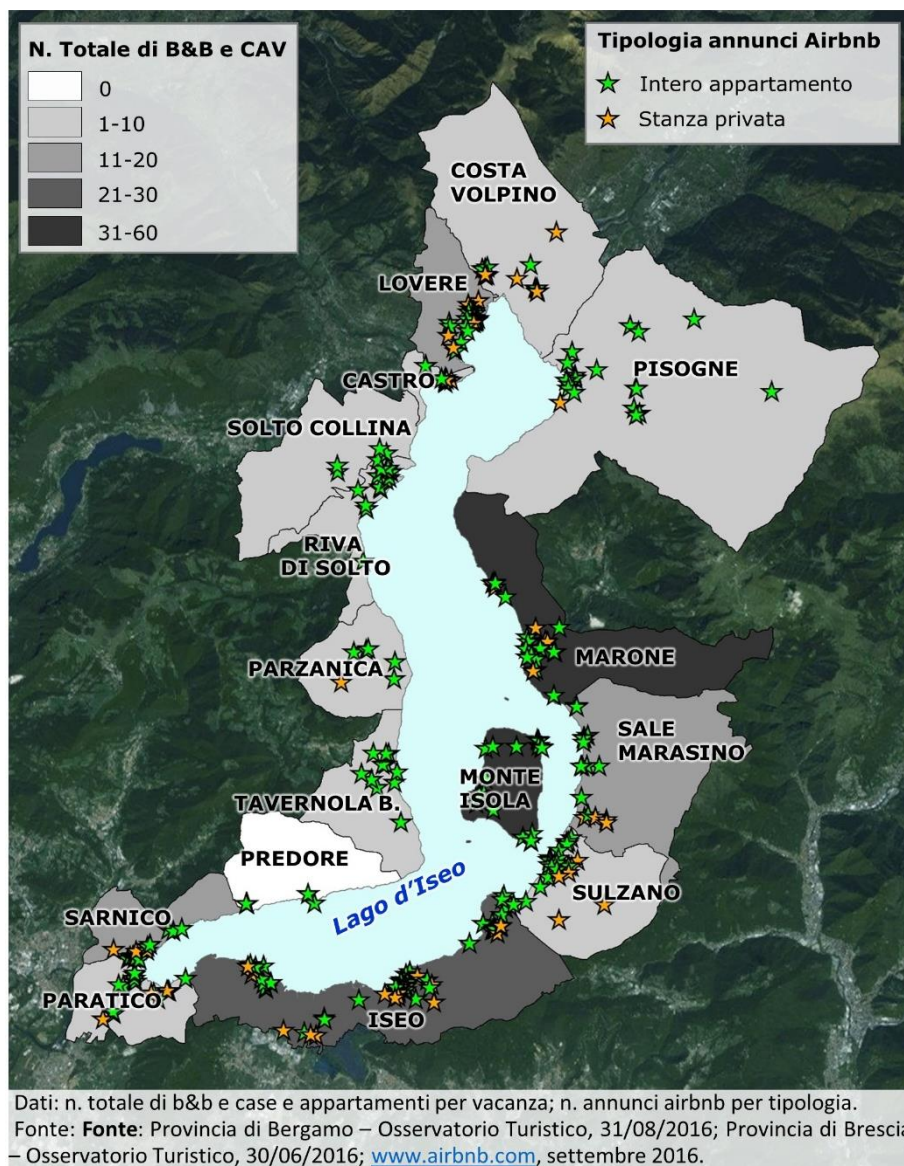 N. Totale di B&B e CAV
0
1-10
11-20
21-30
31-60
Tipologia annunci Airbnb
Intero appartamento
Stanza privata
COSTA
VOLPINO
LOVERE
CASTRO
PISOGNE
SOLTO COLLINA
RIVA
DI SOLTO
PARZANICA
MARONE
SALE
MARASINO
MONTE
ISOLA
TAVERNOLA B.
PREDORE
Lago d'Iseo
SULZANO
SARNICO
PARATICO
ISEO
Dati: n. totale di b&b e case e appartamenti per vacanza; n. annunci airbnb per tipologia.
Fonte: Fonte: Provincia di Bergamo – Osservatorio Turistico, 31/08/2016; Provincia di Brescia
– Osservatorio Turistico, 30/06/2016; www.airbnb.com, settembre 2016.